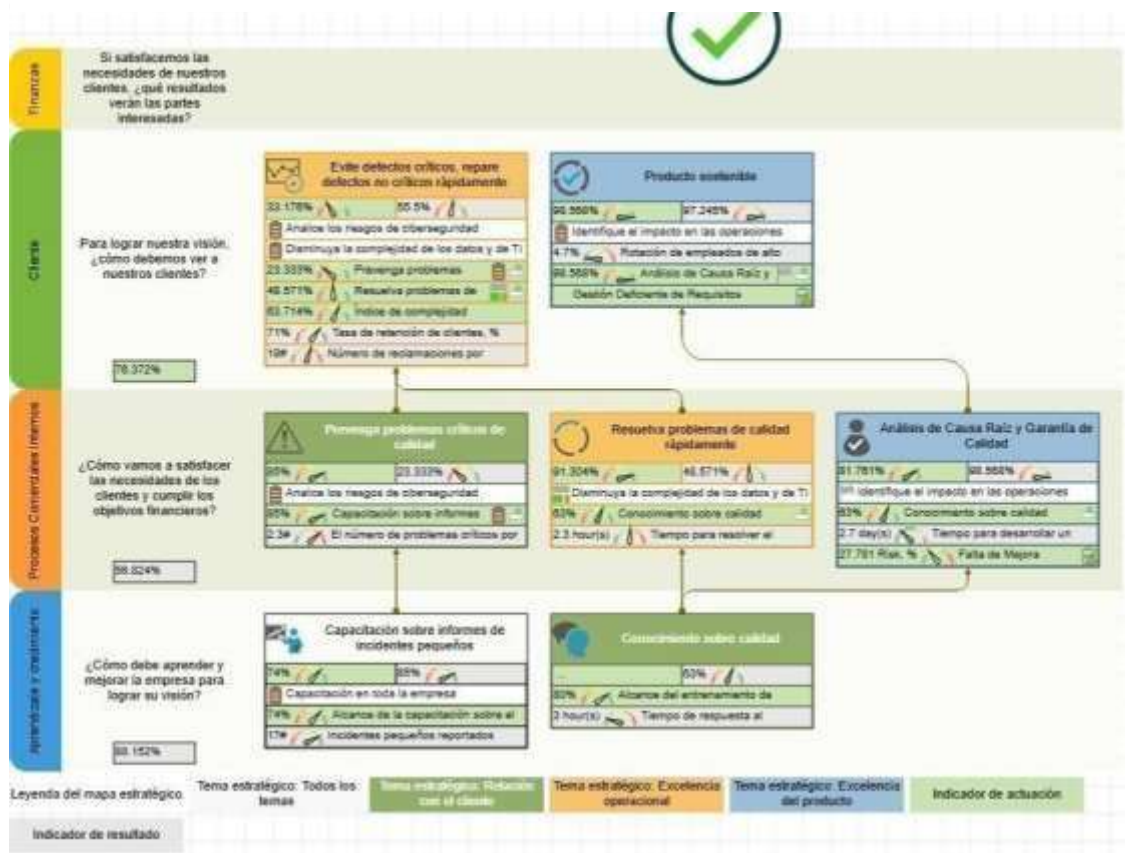 Finanzas
Si satisfacemos las
necesidades de nuestros
clientes, ¿qué resultados
verán las partes
interesadas?
Cliente
Para lograr nuestra visión,
¿cómo debemos ver a
nuestros clientes?
78.372%
Evite defectos críticos, repare
defectos no críticos rápidamente
33.176% 55.5%
Analice los riesgos de ciberseguridad
Disminuya la complejidad de los datos y de TI
23.333% Prevenga problemas
48.571% Resuelva problemas de
63.714% Índice de complejidad
71% Tasa de retención de clientes, %
19# Número de reclamaciones por
Producto sostenible
98.568% 97.245%
Identifique el impacto en las operaciones
4.7% Rotación de empleados de alto
98.568% Análisis de Causa Raíz y
Gestión Deficiente de Requisitos
Procesos Comerciales Internos
¿Cómo vamos a satisfacer
las necesidades de los
clientes y cumplir los
objetivos financieros?
Prevenga problemas críticos de
calidad
85% 23.333%
Analice los riesgos de ciberseguridad
85% Capacitación sobre informes
2.3# El número de problemas críticos por
Resuelva problemas de calidad
rápidamente
91.304% 48.571%
Disminuya la complejidad de los datos y de TI
63% Conocimiento sobre calidad
2.3 hour(s) Tiempo para resolver el
Análisis de Causa Raíz y Garantía de
Calidad
98.568%
Identifique el impacto en las operaciones
63% Conocimiento sobre calidad
2.7 day(s) Tiempo para desarrollar un
Risk, % Falta de Mejora
Aprendizaje y crecimiento
¿Cómo debe aprender y
mejorar la empresa para
lograr su visión?
Capacitación sobre informes de
incidentes pequeños
74% 85%
Capacitación en toda la empresa
74% Alcance de la capacitación sobre el
17# Incidentes pequeños reportados
Conocimiento sobre calidad
... 63%
Alcance del entrenamiento de
3 hour(s) Tiempo de respuesta al
Leyenda del mapa estratégico
Tema estratégico: Todos los
temas
Tema estratégico: Relación
con el cliente
Tema estratégico: Excelencia
operacional
Tema estratégico: Excelencia
del producto
Indicador de actuación
Indicador de resultado